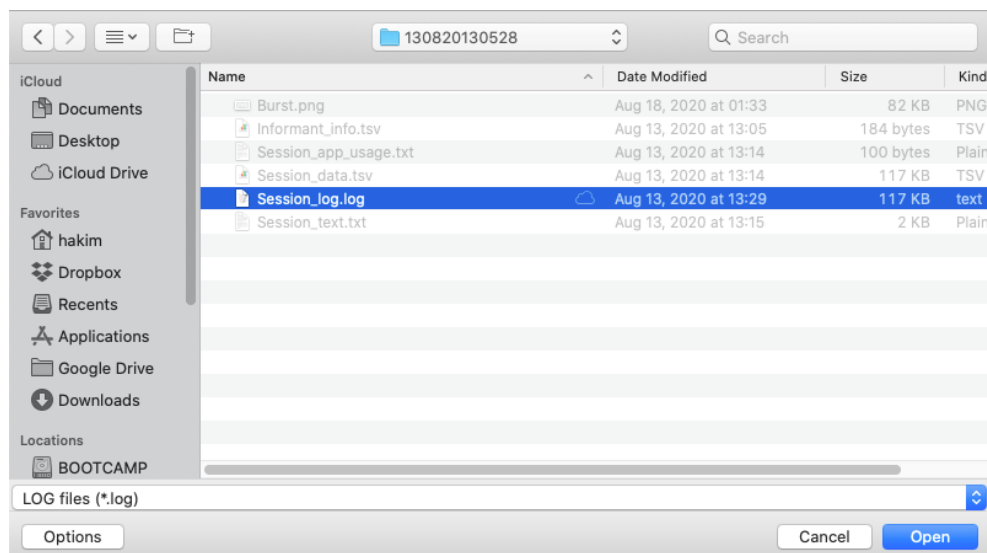 130820130528
Search
iCloud
Documents
Desktop
iCloud Drive
Favorites
hakim
Dropbox
Recents
Applications
Google Drive
Downloads
Locations
BOOTCAMP
Name Date Modified Size Kind
Burst.png Aug 18, 2020 at 01:33 82 KB PNG
Informant_info.tsv Aug 13, 2020 at 13:05 184 bytes TSV
Session_app_usage.txt Aug 13, 2020 at 13:14 100 bytes Plain
Session_data.tsv Aug 13, 2020 at 13:14 117 KB TSV
Session_log.log Aug 13, 2020 at 13:29 117 KB text
Session_text.txt Aug 13, 2020 at 13:15 2 KB Plain
LOG files (*.log)
Options Cancel Open